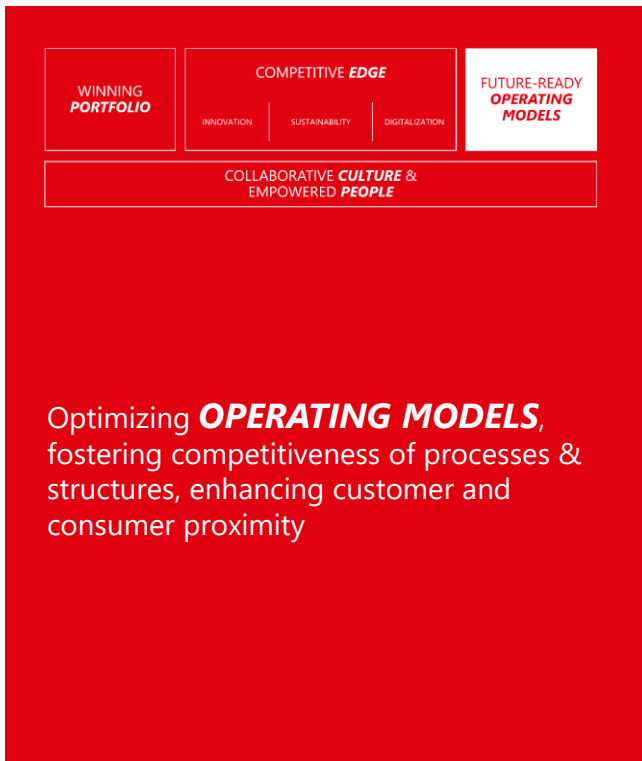 WINNING
PORTFOLIO
COMPETITIVE EDGE
INNOVATION
SUSTAINABILITY
DIGITALIZATION
FUTURE-READY
OPERATING
MODELS
COLLABORATIVE CULTURE &
EMPOWERED PEOPLE
Optimizing OPERATING MODELS,
fostering competitiveness of processes &
structures, enhancing customer and
consumer proximity